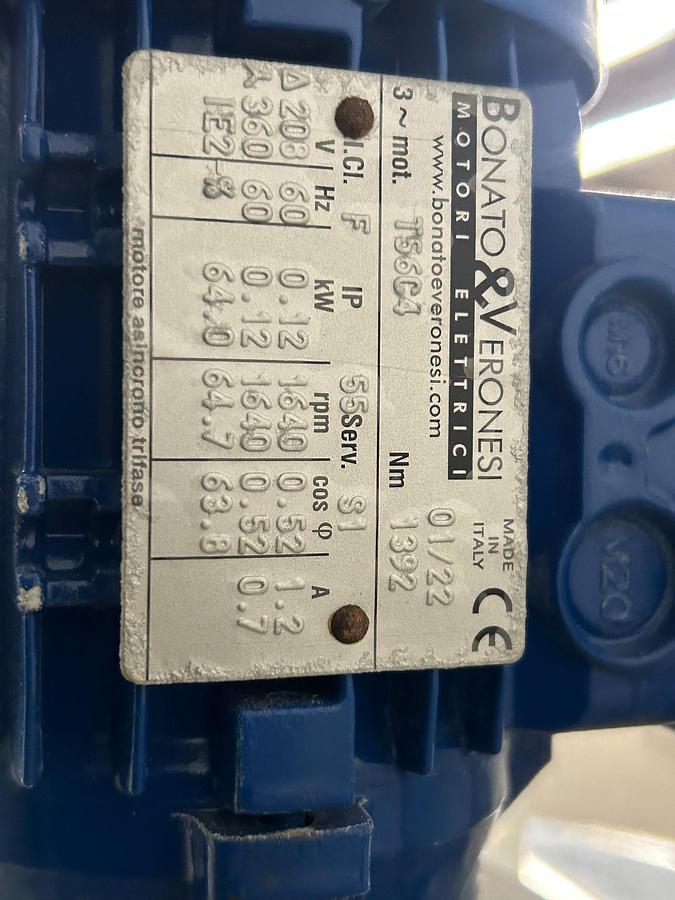 BONATO & VERONESI
MOTORI ELETTRICI
MADE
IN
ITALY
CE
www.bonatoeveronesi.com
01/22
3 ~ mot. T56C4 Nm 1392
I.Cl. F IP 55 Serv. S1
V Hz kW rpm cos φ A
Δ 208 60 0.12 1640 0.52 1.2
Y 360 60 0.12 1640 0.52 0.7
IE2 - % 64.0 64.7 63.8
motore asincrono trifase
M20